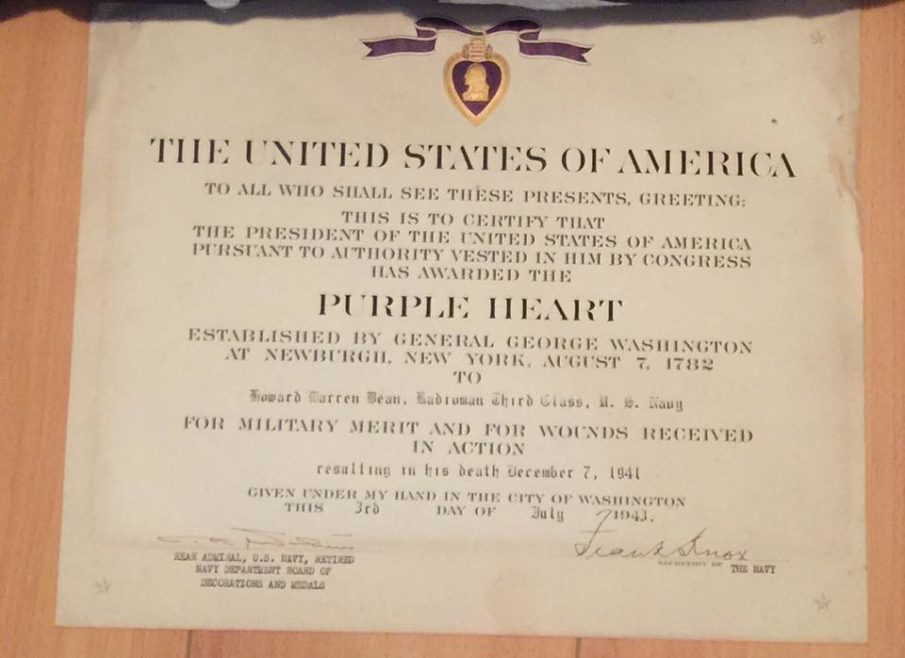 THE UNITED STATES OF AMERICA
TO ALL WHO SHALL SEE THESE PRESENTS, GREETING:
THIS IS TO CERTIFY THAT
THE PRESIDENT OF THE UNITED STATES OF AMERICA
PURSUANT TO AUTHORITY VESTED IN HIM BY CONGRESS
HAS AWARDED THE
PURPLE HEART
ESTABLISHED BY GENERAL GEORGE WASHINGTON
AT NEWBURGH, NEW YORK, AUGUST 7, 1782
TO
Howard Warren Bean, Radioman Third Class, U. S. Navy
FOR MILITARY MERIT AND FOR WOUNDS RECEIVED
IN ACTION
resulting in his death December 7, 1941
GIVEN UNDER MY HAND IN THE CITY OF WASHINGTON
THIS 3rd DAY OF July 1943.
Frank Knox
REAR ADMIRAL, U.S. NAVY, RETIRED
NAVY DEPARTMENT BOARD OF
DECORATIONS AND MEDALS
SECRETARY OF THE NAVY